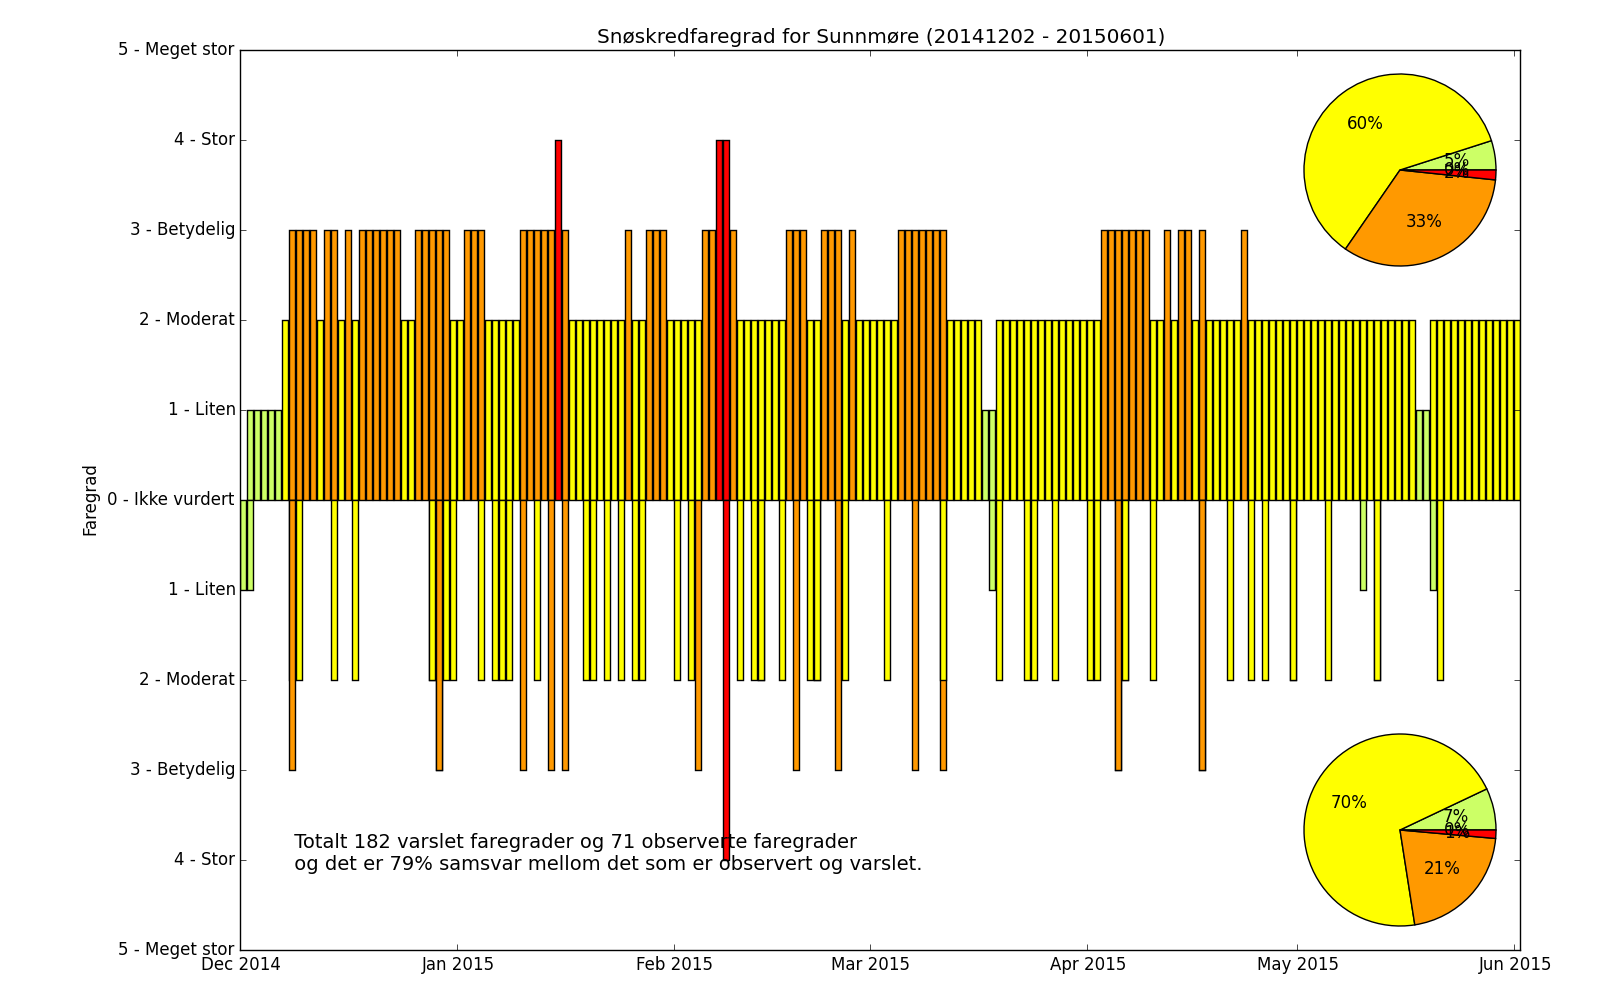 Snøskredfaregrad for Sunnmøre (20141202 - 20150601)
5 - Meget stor
4 - Stor
3 - Betydelig
2 - Moderat
1 - Liten
0 - Ikke vurdert
1 - Liten
2 - Moderat
3 - Betydelig
4 - Stor
5 - Meget stor
Faregrad
60%
5%
33%
70%
7%
1%
21%
Totalt 182 varslet faregrader og 71 observerte faregrader
og det er 79% samsvar mellom det som er observert og varslet.
Dec 2014
Jan 2015
Feb 2015
Mar 2015
Apr 2015
May 2015
Jun 2015